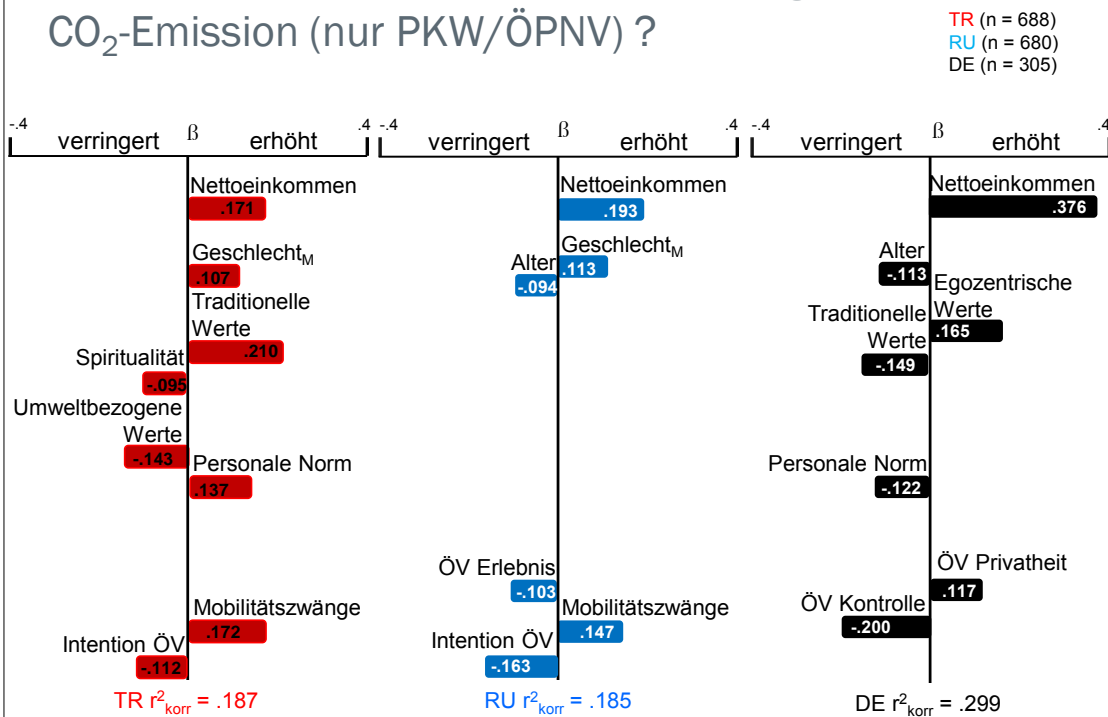 CO₂-Emission (nur PKW/ÖPNV) ?
TR (n = 688)
RU (n = 680)
DE (n = 305)
-.4 verringert ß erhöht .4
Nettoeinkommen
.171
Geschlecht_M
.107
Traditionelle
Werte
.210
Spiritualität
-.095
Umweltbezogene
Werte
-.143
Personale Norm
.137
Mobilitätszwänge
.172
Intention ÖV
-.112
TR r²korr = .187
-.4 verringert ß erhöht .4
Nettoeinkommen
.193
Geschlecht_M
.113
Alter
-.094
ÖV Erlebnis
-.103
Mobilitätszwänge
.147
Intention ÖV
-.163
RU r²korr = .185
-.4 verringert ß erhöht .4
Nettoeinkommen
.376
Alter
-.113
Egozentrische
Werte
.165
Traditionelle
Werte
-.149
Personale Norm
-.122
ÖV Privatheit
.117
ÖV Kontrolle
-.200
DE r²korr = .299